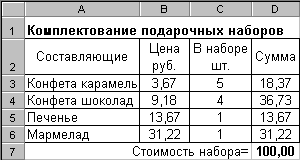 A B C D
1 Комплектование подарочных наборов
2 Составляющие Цена руб. В наборе шт. Сумма
3 Конфета карамель 3,67 5 18,37
4 Конфета шоколад 9,18 4 36,73
5 Печенье 13,67 1 13,67
6 Мармелад 31,22 1 31,22
7 Стоимость набора= 100,00